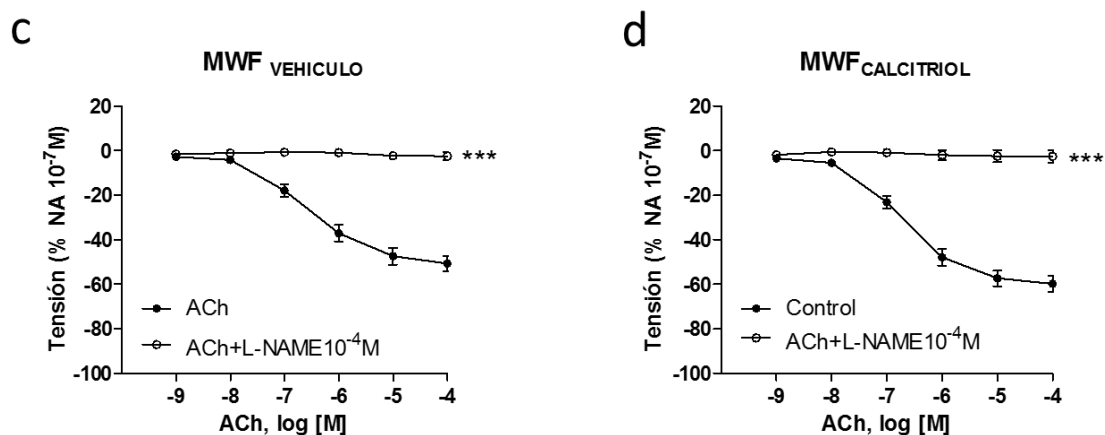 c
MWF VEHICULO
Tensión (% NA 10⁻⁷M)
20
0
-20
-40
-60
-80
-100
***
ACh
ACh+L-NAME10⁻⁴M
-9 -8 -7 -6 -5 -4
ACh, log [M]
d
MWF CALCITRIOL
Tensión (% NA 10⁻⁷M)
20
0
-20
-40
-60
-80
-100
***
Control
ACh+L-NAME10⁻⁴M
-9 -8 -7 -6 -5 -4
ACh, log [M]